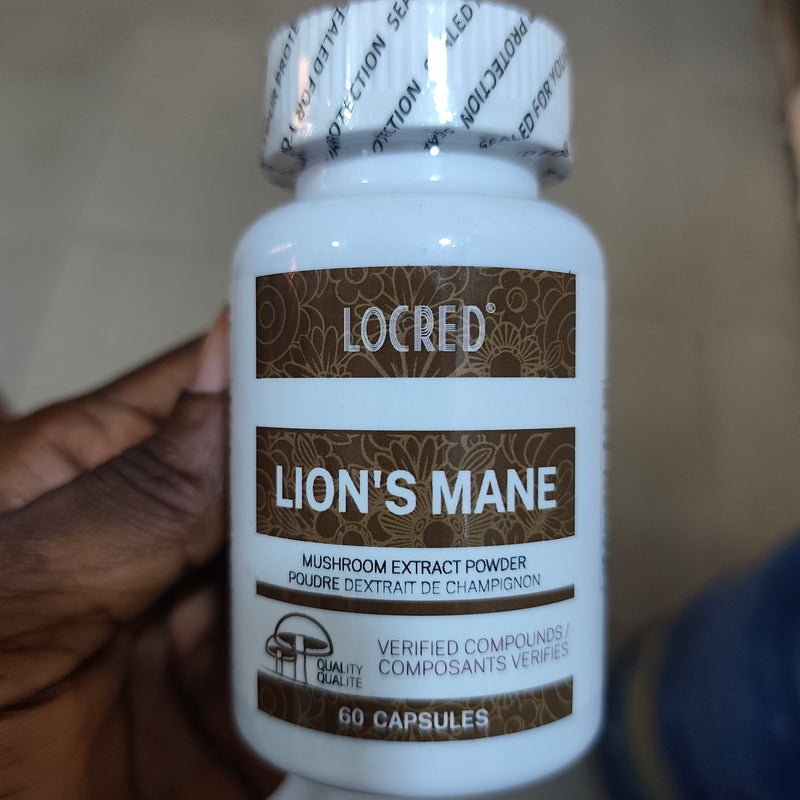 SEALED FOR YOUR PROTECTION
LOCRED®
LION'S MANE
MUSHROOM EXTRACT POWDER
POUDRE DEXTRAIT DE CHAMPIGNON
QUALITY
QUALITE
VERIFIED COMPOUNDS/
COMPOSANTS VERIFIES
60 CAPSULES